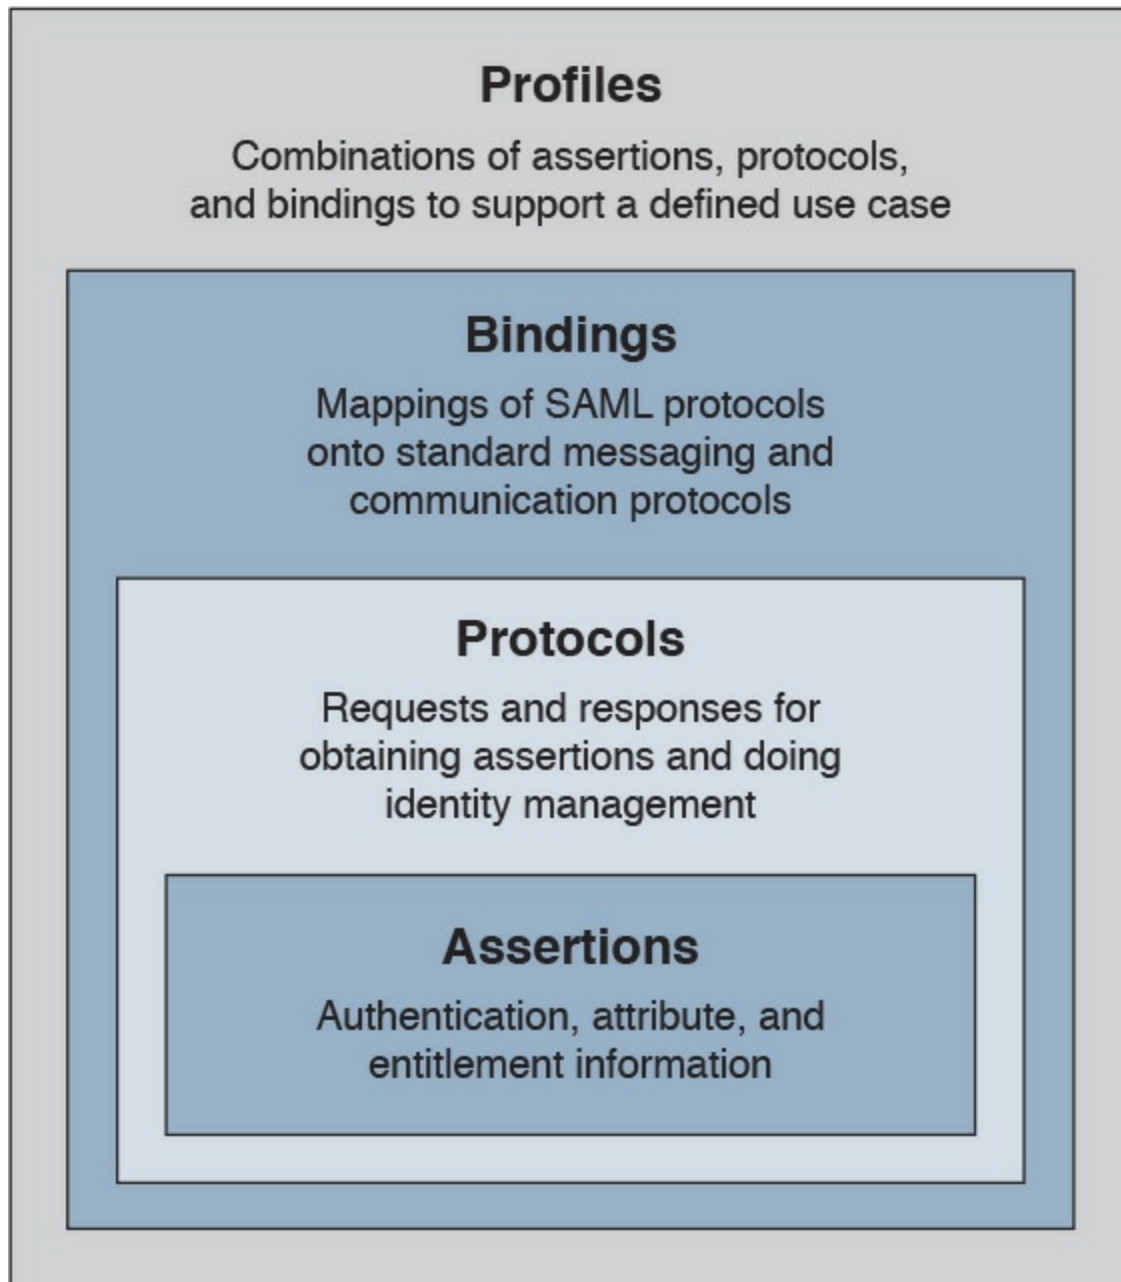 Profiles
Combinations of assertions, protocols,
and bindings to support a defined use case
Bindings
Mappings of SAML protocols
onto standard messaging and
communication protocols
Protocols
Requests and responses for
obtaining assertions and doing
identity management
Assertions
Authentication, attribute, and
entitlement information